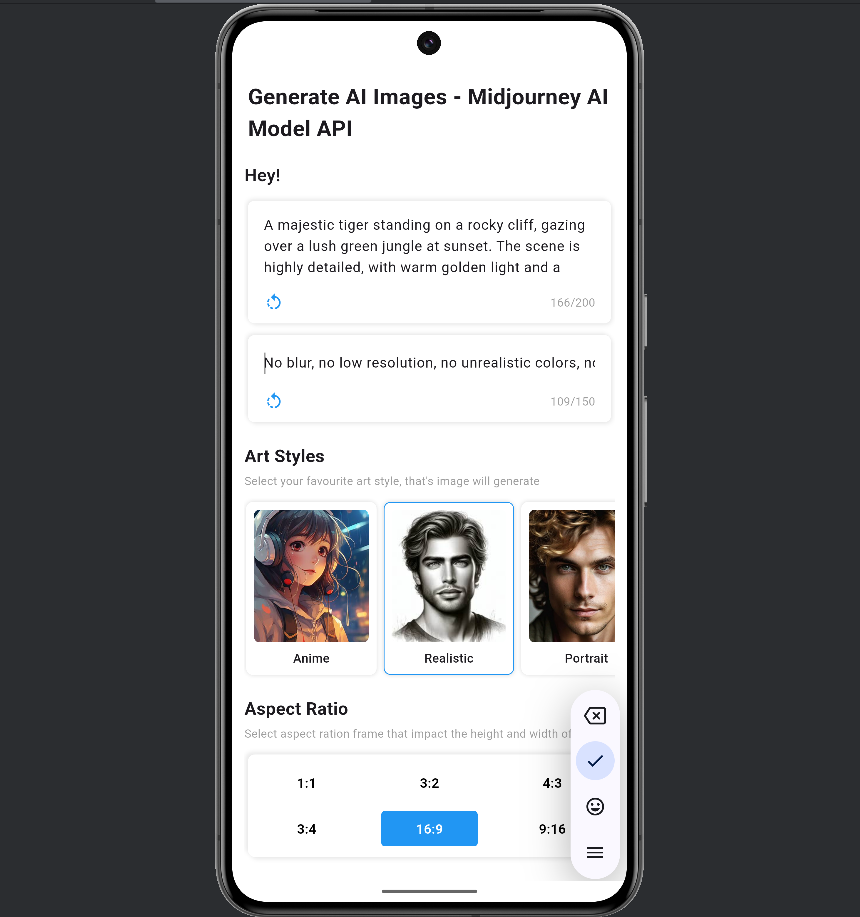 Generate AI Images - Midjourney AI
Model API
Hey!
A majestic tiger standing on a rocky cliff, gazing
over a lush green jungle at sunset. The scene is
highly detailed, with warm golden light and a
166/200
No blur, no low resolution, no unrealistic colors, no
109/150
Art Styles
Select your favourite art style, that's image will generate
Anime
Realistic
Portrait
Aspect Ratio
Select aspect ration frame that impact the height and width of
1:1
3:2
4:3
3:4
16:9
9:16